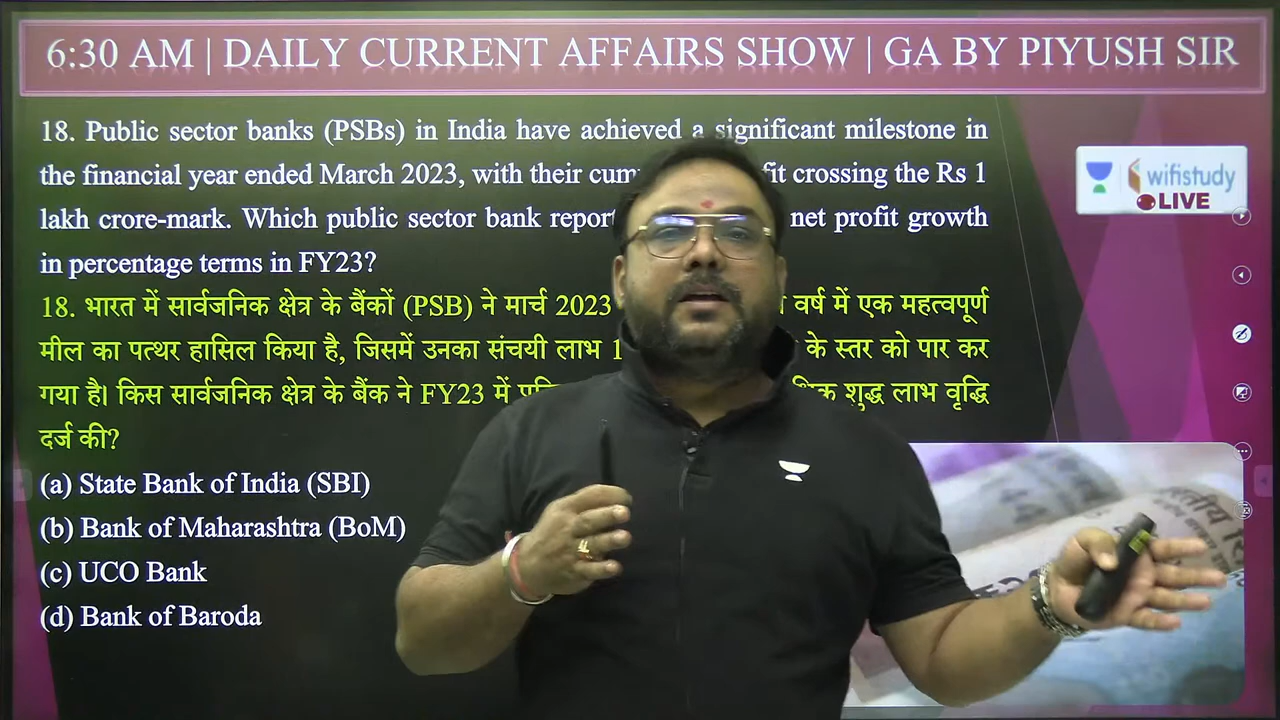 6:30 AM | DAILY CURRENT AFFAIRS SHOW | GA BY PIYUSH SIR
18. Public sector banks (PSBs) in India have achieved a significant milestone in
the financial year ended March 2023, with their crossing the Rs 1
lakh crore-mark. Which public sector bank net profit growth
in percentage terms in FY23?
18. भारत में सार्वजनिक क्षेत्र के बैंकों (PSB) ने मार्च 2023 वर्ष में एक महत्वपूर्ण
मील का पत्थर हासिल किया है, जिसमें उनका संचयी लाभ 1 के स्तर को पार कर
गया है। किस सार्वजनिक क्षेत्र के बैंक ने FY23 में शुद्ध लाभ वृद्धि
दर्ज की?
(a) State Bank of India (SBI)
(b) Bank of Maharashtra (BoM)
(c) UCO Bank
(d) Bank of Baroda
wifistudy
LIVE